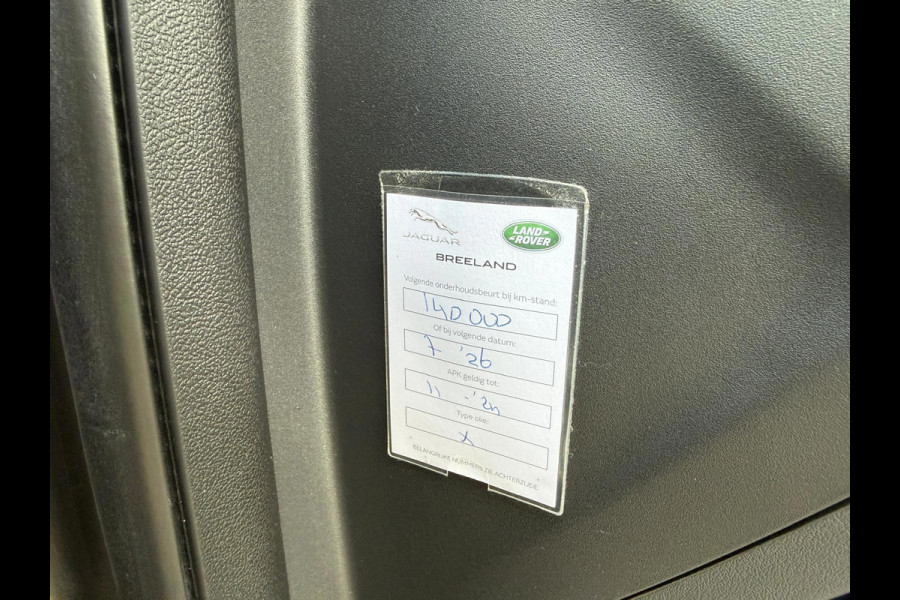 JAGUAR
LAND
ROVER
BREELAND
Volgende onderhoudsbeurt bij km-stand:
140 000
Of bij volgende datum:
7 '26
APK geldig tot:
11 -
Type olie:
X
BELANGRIJKE NUMMERS ZIE ACHTERZIJDE